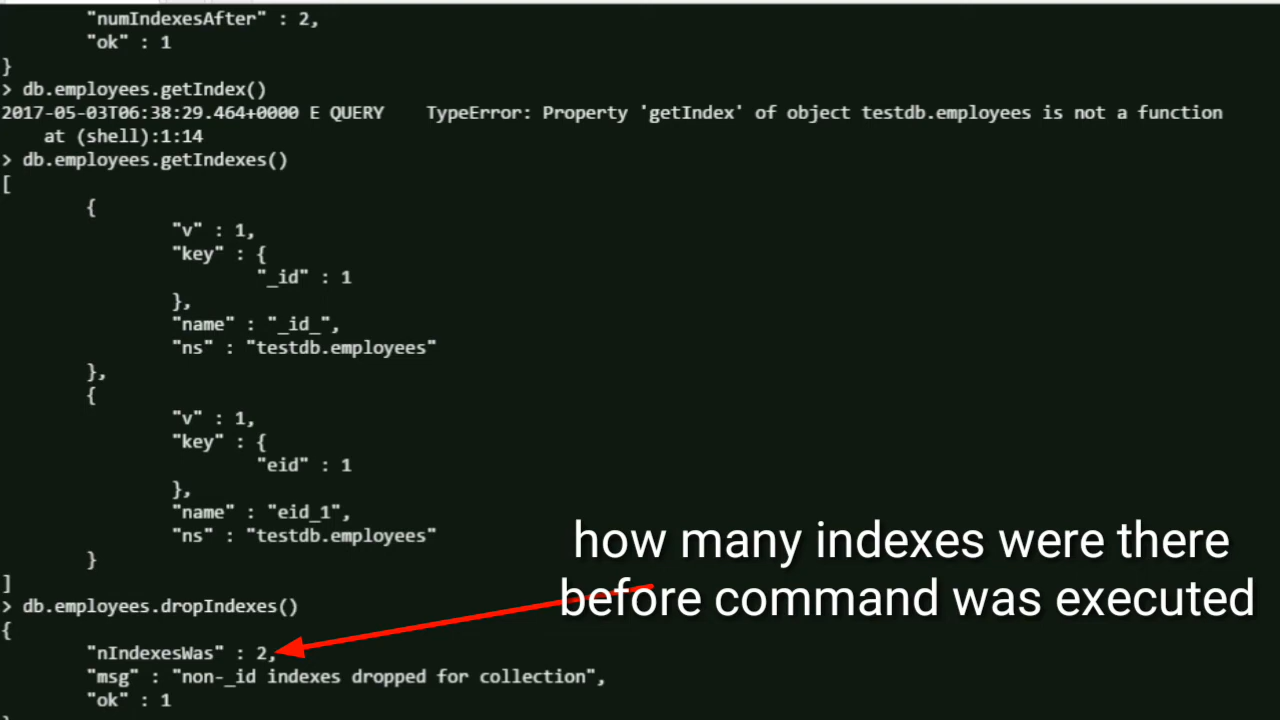 "numIndexesAfter" : 2,
"ok" : 1
}
> db.employees.getIndex()
2017-05-03T06:38:29.464+0000 E QUERY    TypeError: Property 'getIndex' of object testdb.employees is not a function
at (shell):1:14
> db.employees.getIndexes()
[
{
"v" : 1,
"key" : {
"_id" : 1
},
"name" : "_id_",
"ns" : "testdb.employees"
},
{
"v" : 1,
"key" : {
"eid" : 1
},
"name" : "eid_1",
"ns" : "testdb.employees"
}
]
> db.employees.dropIndexes()
{
"nIndexesWas" : 2,
"msg" : "non-_id indexes dropped for collection",
"ok" : 1
how many indexes were there
before command was executed